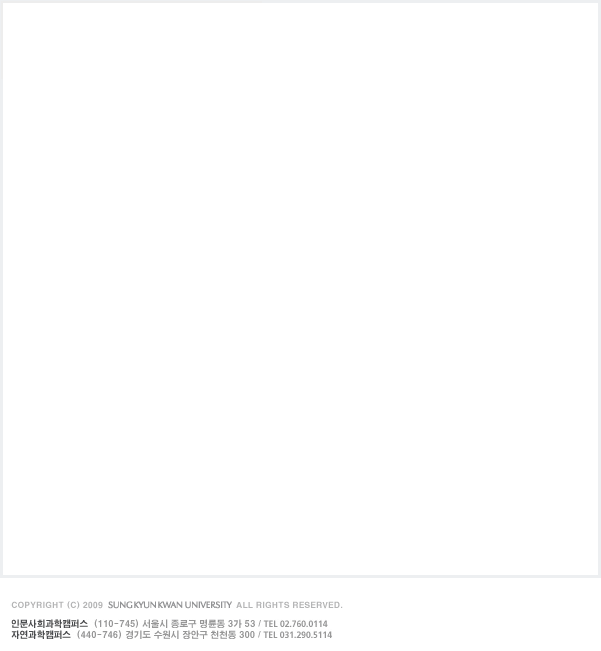 COPYRIGHT (C) 2009 SUNGKYUNKWAN UNIVERSITY ALL RIGHTS RESERVED.
인문사회과학캠퍼스 (110-745) 서울시 종로구 명륜동 3가 53 / TEL 02.760.0114
자연과학캠퍼스 (440-746) 경기도 수원시 장안구 천천동 300 / TEL 031.290.5114